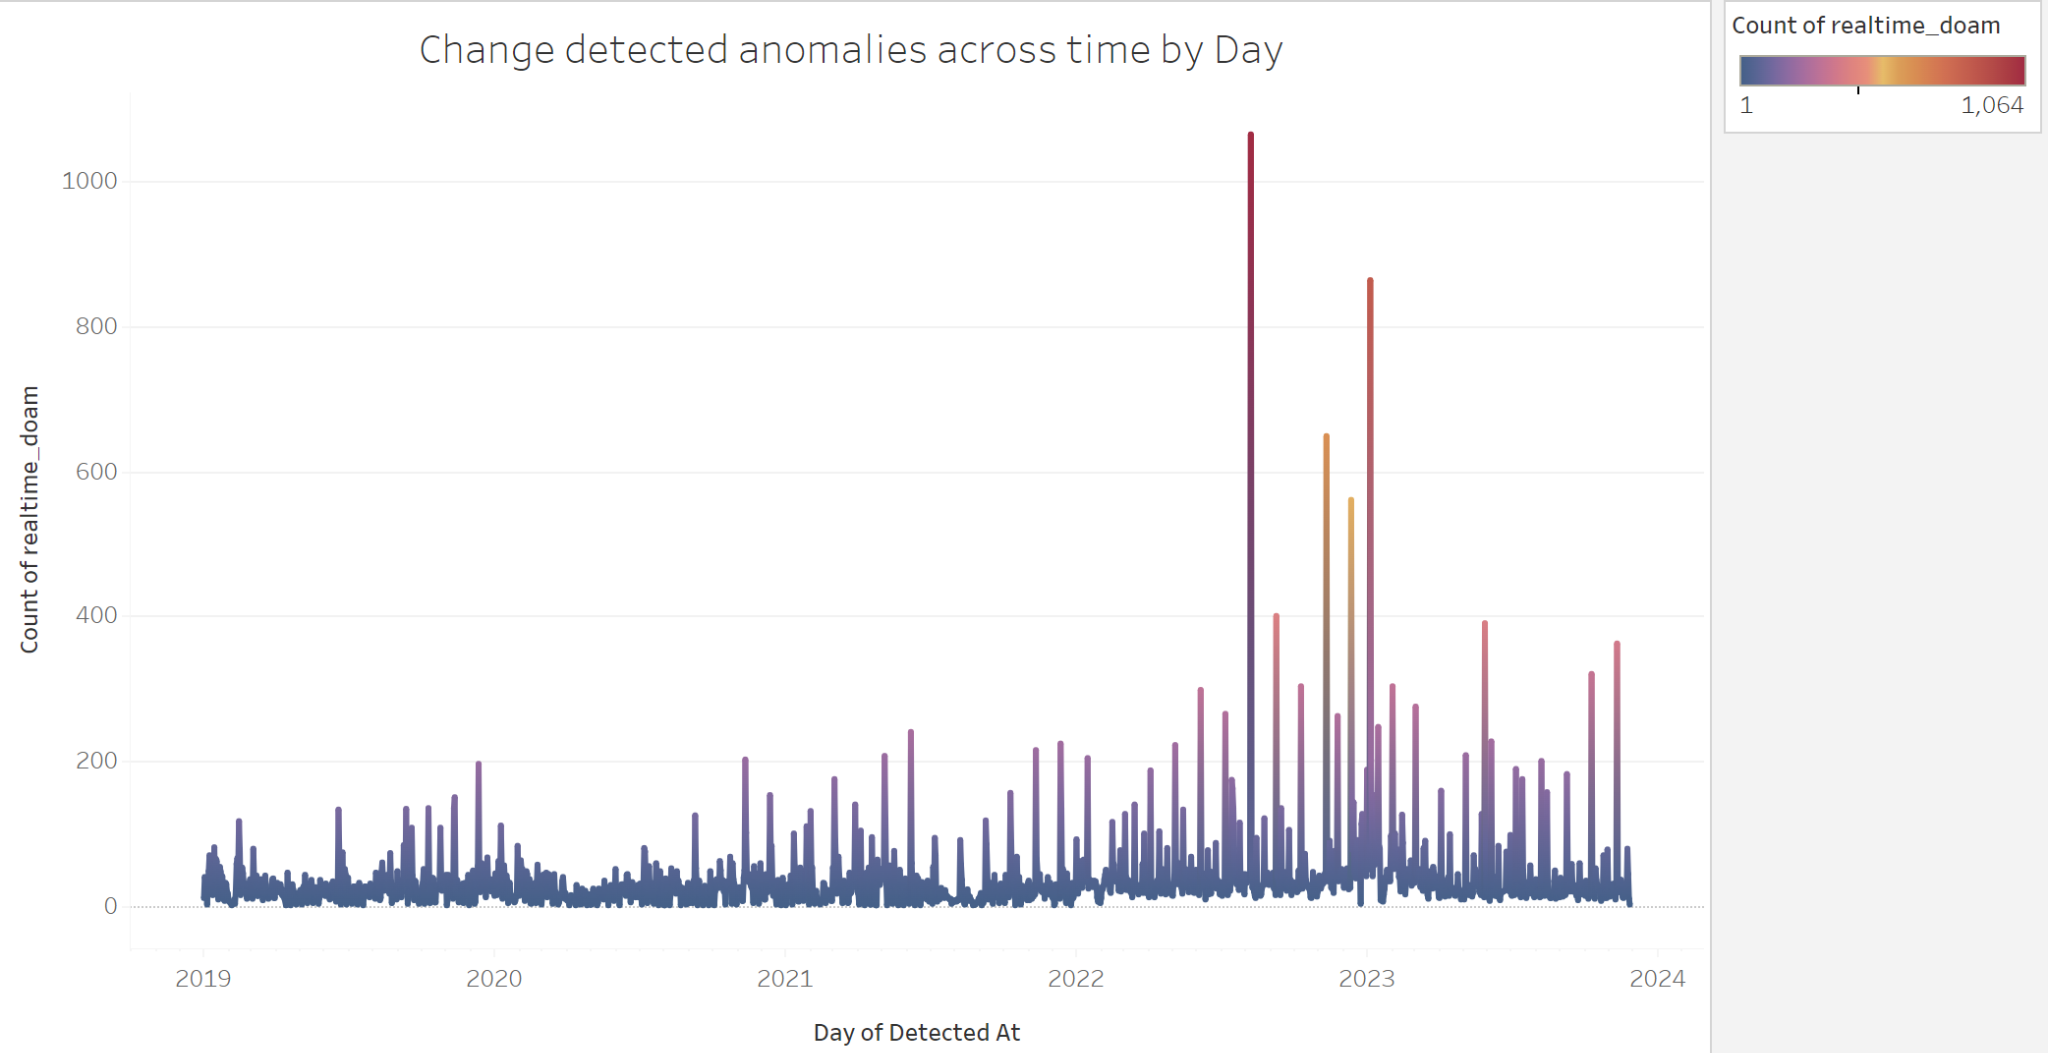 Change detected anomalies across time by Day
Count of realtime_doam
1 1,064
1000
800
600
400
200
0
Count of realtime_doam
2019 2020 2021 2022 2023 2024
Day of Detected At